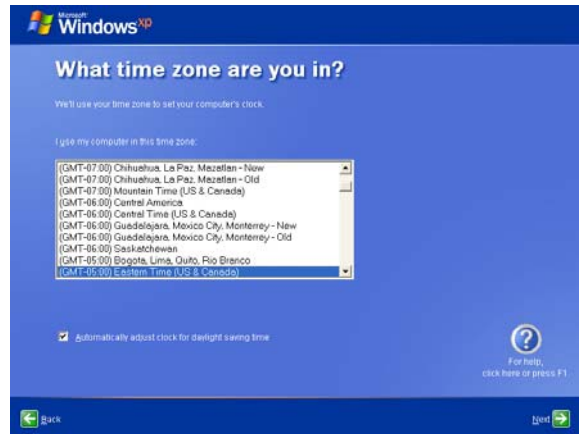 Microsoft
Windows xp
What time zone are you in?
We'll use your time zone to set your computer's clock.
I use my computer in this time zone:
(GMT-07:00) Chihuahua, La Paz, Mazatlan - New
(GMT-07:00) Chihuahua, La Paz, Mazatlan - Old
(GMT-07:00) Mountain Time (US & Canada)
(GMT-06:00) Central America
(GMT-06:00) Central Time (US & Canada)
(GMT-06:00) Guadalajara, Mexico City, Monterrey - New
(GMT-06:00) Guadalajara, Mexico City, Monterrey - Old
(GMT-06:00) Saskatchewan
(GMT-05:00) Bogota, Lima, Quito, Rio Branco
(GMT-05:00) Eastern Time (US & Canada)
Automatically adjust clock for daylight saving time
?
For help,
click here or press F1.
Back
Next